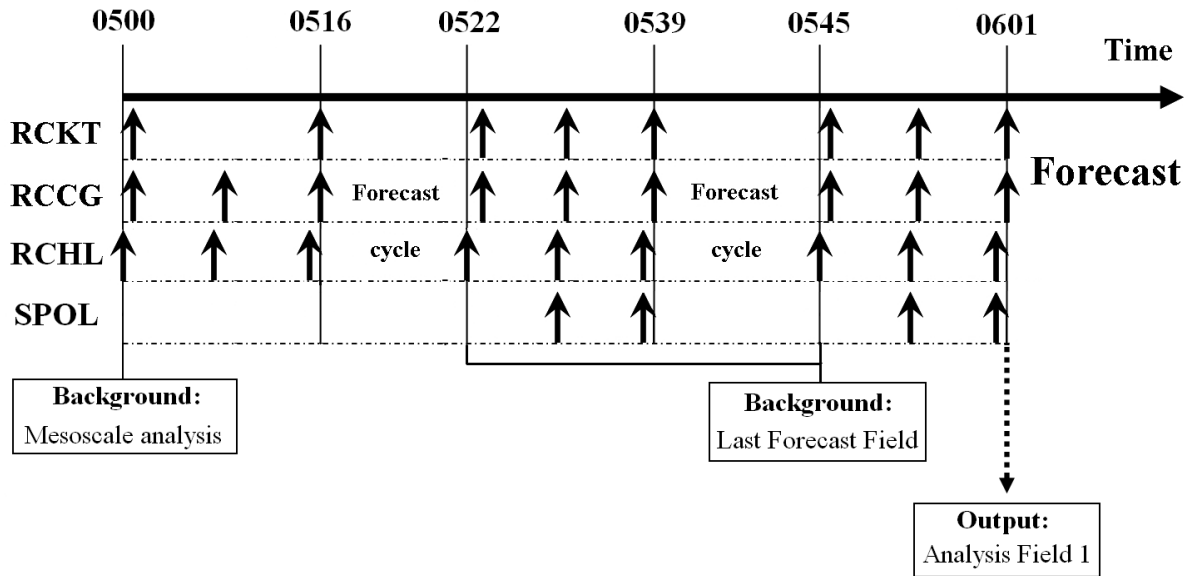 0500 0516 0522 0539 0545 0601
Time
RCKT
Forecast
RCCG Forecast Forecast
RCHL cycle cycle
SPOL
Background:
Mesoscale analysis
Background:
Last Forecast Field
Output:
Analysis Field 1